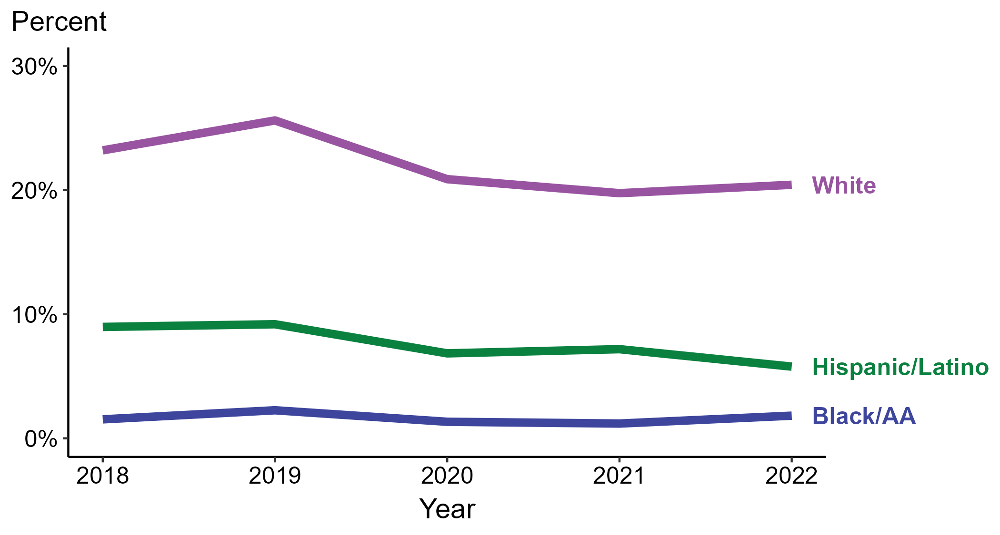 Percent
30%
20%
10%
0%
White
Hispanic/Latino
Black/AA
2018 2019 2020 2021 2022
Year